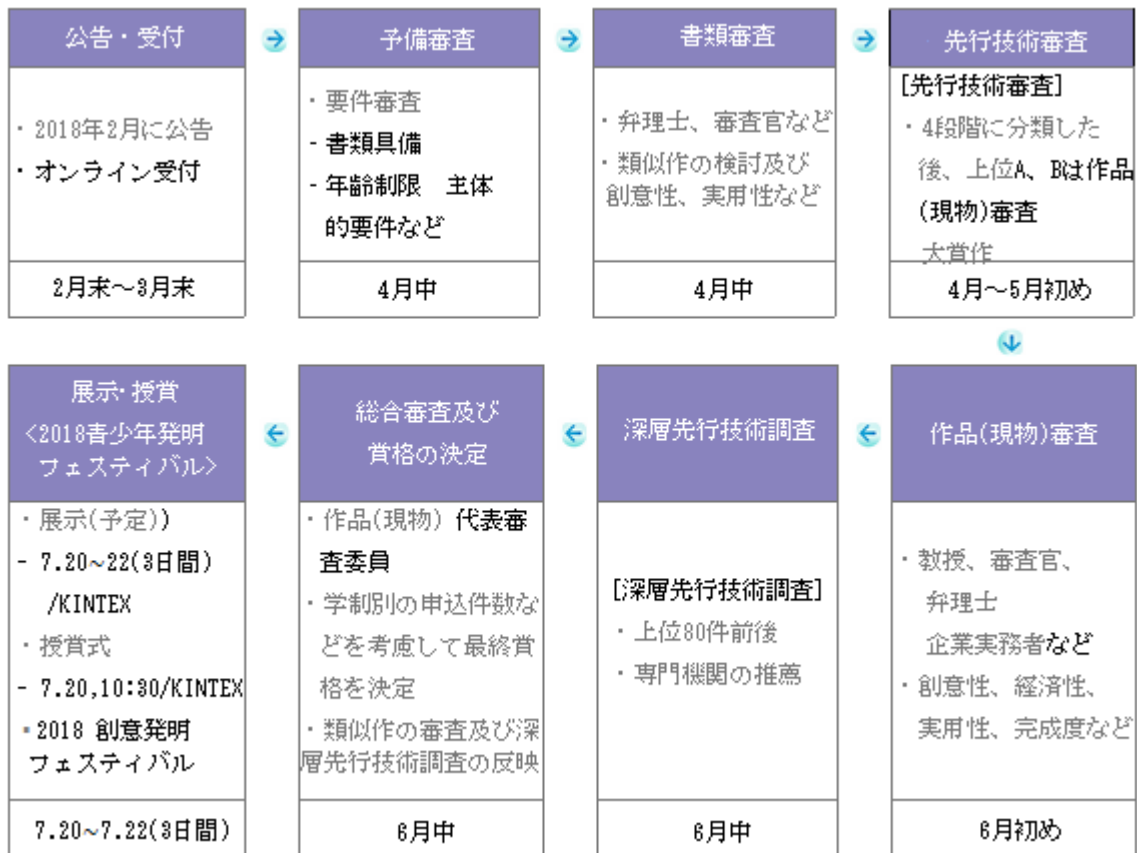 公告・受付
・2018年2月に公告
・オンライン受付
2月末～3月末
予備審査
・要件審査
- 書類具備
- 年齢制限　主体
的要件など
4月中
書類審査
・弁理士、審査官など
・類似作の検討及び
創意性、実用性など
4月中
先行技術審査
[先行技術審査]
・4段階に分類した
後、上位A、Bは作品
(現物)審査
大賞作
4月～5月初め
作品(現物)審査
・教授、審査官、
弁理士
企業実務者など
・創意性、経済性、
実用性、完成度など
6月初め
深層先行技術調査
[深層先行技術調査]
・上位80件前後
・専門機関の推薦
6月中
総合審査及び
賞格の決定
・作品(現物) 代表審
査委員
・学制別の申込件数な
どを考慮して最終賞
格を決定
・類似作の審査及び深
層先行技術調査の反映
6月中
展示・授賞
<2018青少年発明
フェスティバル>
・展示(予定))
- 7.20~22(3日間)
/KINTEX
・授賞式
- 7.20,10:30/KINTEX
・2018 創意発明
フェスティバル
7.20~7.22(3日間)